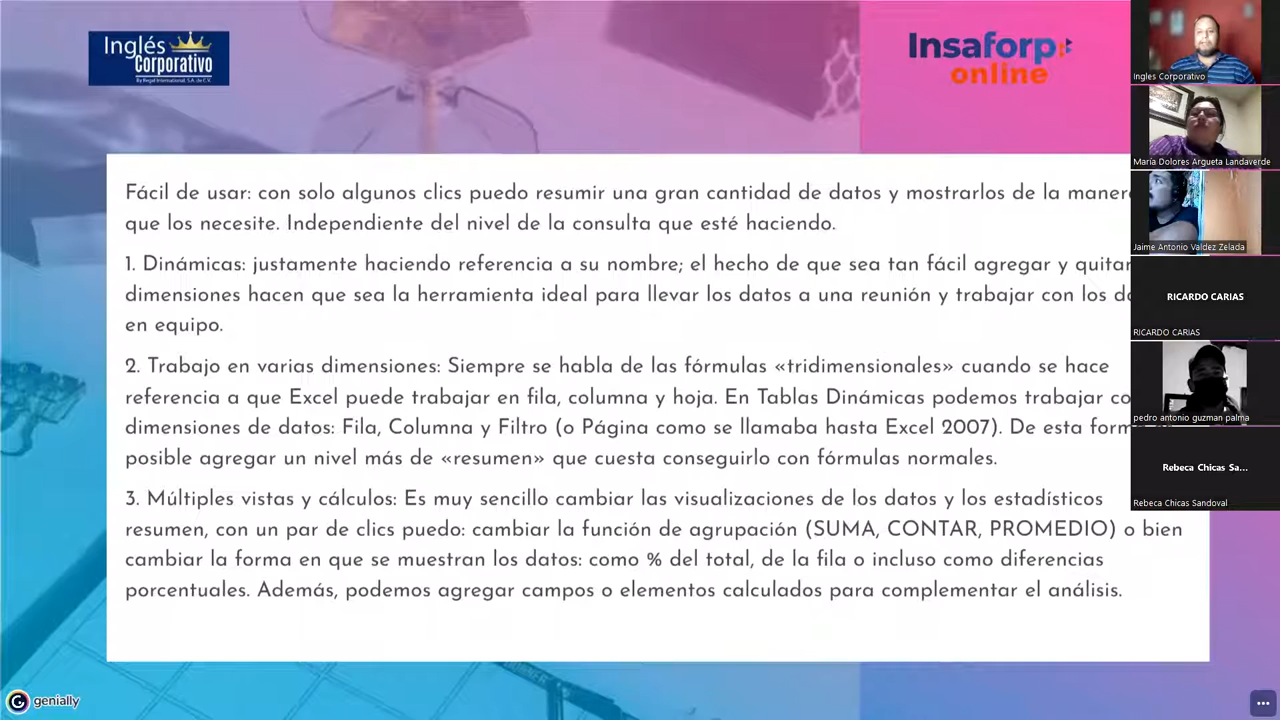 Inglés
Corporativo
By Regal International, S.A. de C.V.
Insaforp
online
Fácil de usar: con solo algunos clics puedo resumir una gran cantidad de datos y mostrarlos de la manera
que los necesite. Independiente del nivel de la consulta que esté haciendo.
1. Dinámicas: justamente haciendo referencia a su nombre; el hecho de que sea tan fácil agregar y quitar
dimensiones hacen que sea la herramienta ideal para llevar los datos a una reunión y trabajar con los
en equipo.
2. Trabajo en varias dimensiones: Siempre se habla de las fórmulas «tridimensionales» cuando se hace
referencia a que Excel puede trabajar en fila, columna y hoja. En Tablas Dinámicas podemos trabajar
dimensiones de datos: Fila, Columna y Filtro (o Página como se llamaba hasta Excel 2007). De esta
posible agregar un nivel más de «resumen» que cuesta conseguirlo con fórmulas normales.
3. Múltiples vistas y cálculos: Es muy sencillo cambiar las visualizaciones de los datos y los estadísticos
resumen, con un par de clics puedo: cambiar la función de agrupación (SUMA, CONTAR, PROMEDIO) o bien
cambiar la forma en que se muestran los datos: como % del total, de la fila o incluso como diferencias
porcentuales. Además, podemos agregar campos o elementos calculados para complementar el análisis.
genially
Ingles Corporativo
María Dolores Argueta Landaverde
Jaime Antonio Valdez Zelada
RICARDO CARIAS
RICARDO CARIAS
pedro antonio guzman palma
Rebeca Chicas Sa...
Rebeca Chicas Sandoval